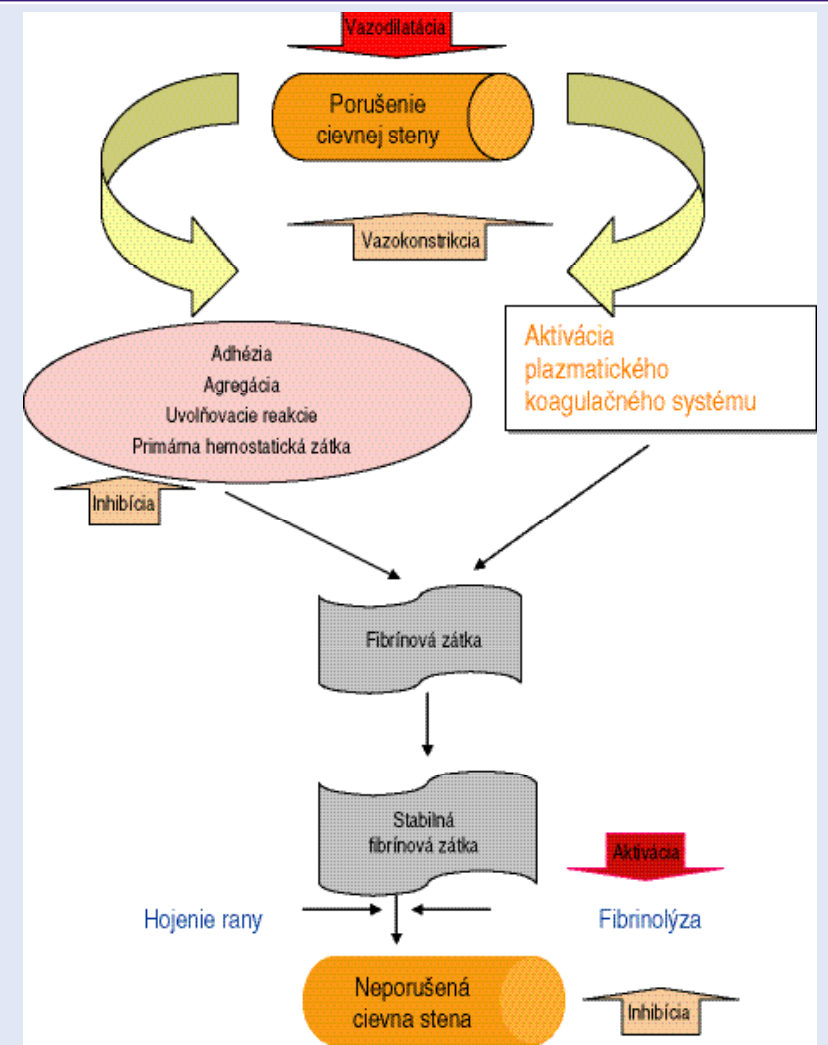 Vazodilatácia
Porušenie
cievnej steny
Vazokonstrikcia
Adhézia
Agregácia
Uvolňovacie reakcie
Primárna hemostatická zátka
Aktivácia
plazmatického
koagulačného systému
Inhibícia
Fibrínová zátka
Stabilná
fibrínová zátka
Aktivácia
Hojenie rany
Fibrinolýza
Neporušená
cievna stena
Inhibícia